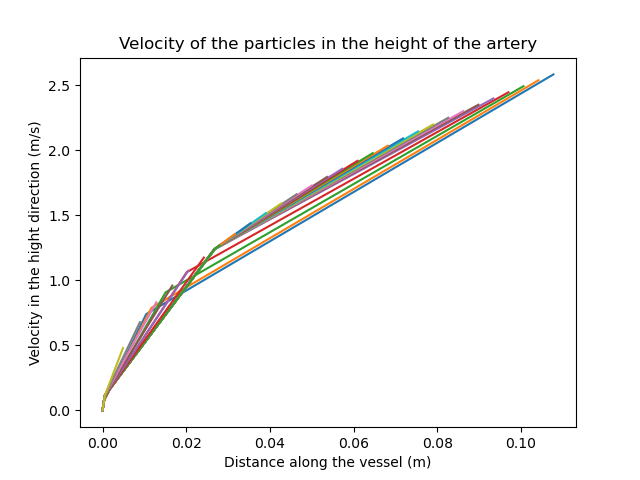 Velocity of the particles in the height of the artery
Velocity in the hight direction (m/s)
2.5
2.0
1.5
1.0
0.5
0.0
0.00 0.02 0.04 0.06 0.08 0.10
Distance along the vessel (m)